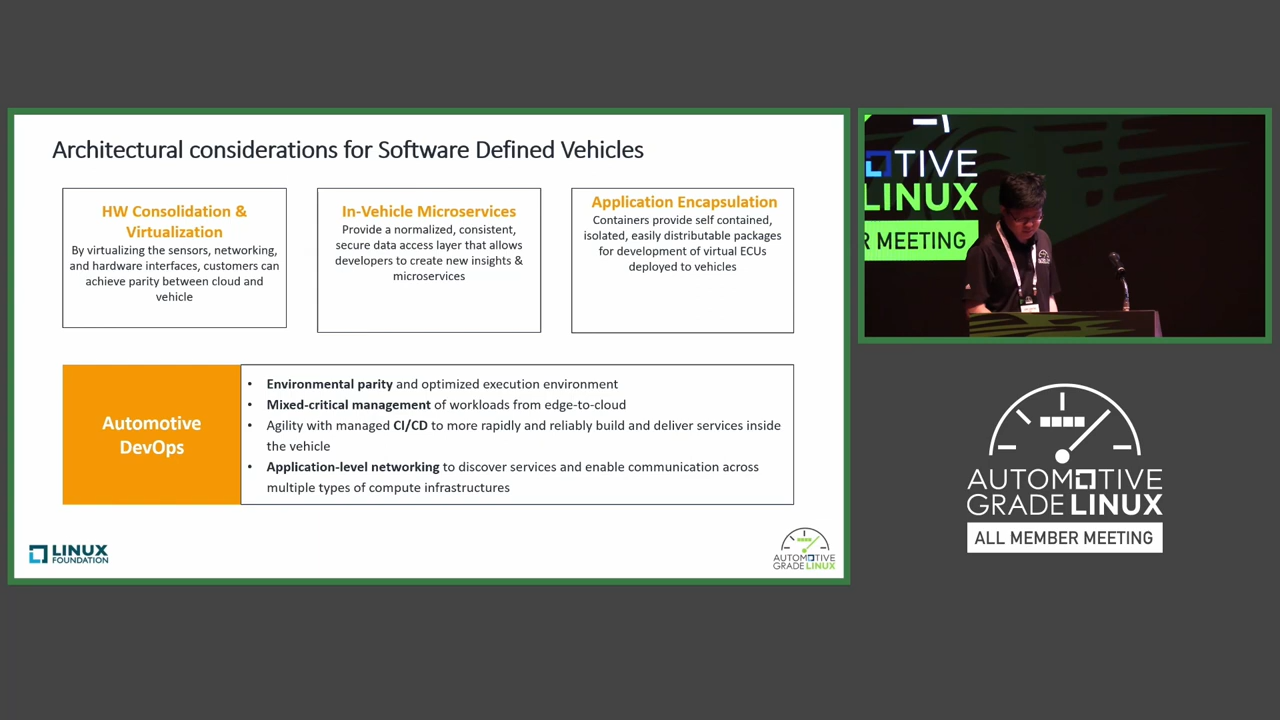 Architectural considerations for Software Defined Vehicles
HW Consolidation &
Virtualization
By virtualizing the sensors, networking,
and hardware interfaces, customers can
achieve parity between cloud and
vehicle
In-Vehicle Microservices
Provide a normalized, consistent,
secure data access layer that allows
developers to create new insights &
microservices
Application Encapsulation
Containers provide self contained,
isolated, easily distributable packages
for development of virtual ECUs
deployed to vehicles
Automotive
DevOps
• Environmental parity and optimized execution environment
• Mixed-critical management of workloads from edge-to-cloud
• Agility with managed CI/CD to more rapidly and reliably build and deliver services inside
the vehicle
• Application-level networking to discover services and enable communication across
multiple types of compute infrastructures
LINUX
FOUNDATION
AUTOMOTIVE
GRADE LINUX
OTIVE
LINUX
R MEETING
AUTOMOTIVE
GRADE LINUX
ALL MEMBER MEETING